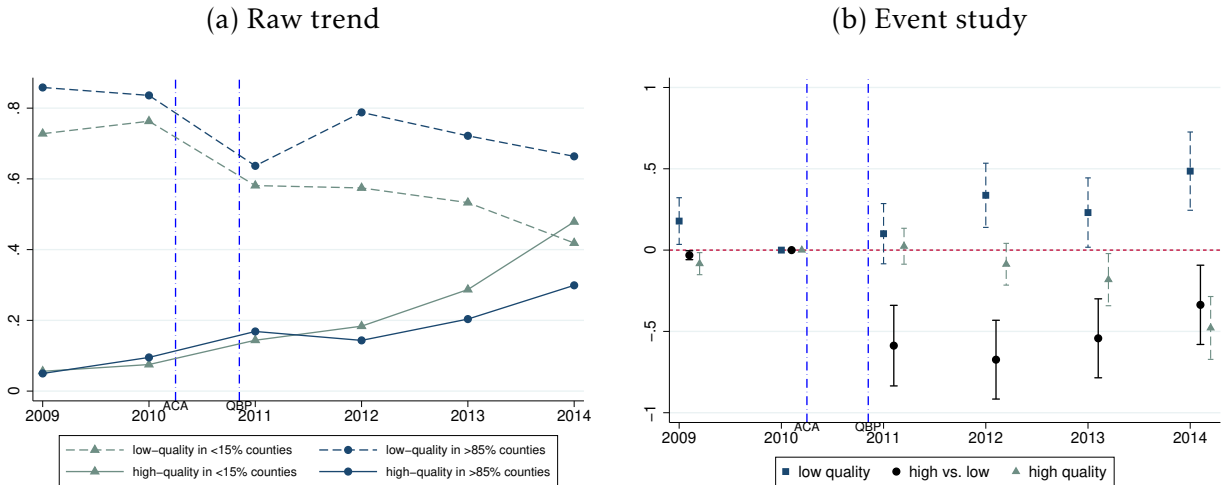 (a) Raw trend
.8
.6
.4
.2
0
2009 2010 2011 2012 2013 2014
ACA QBP
low−quality in <15% counties low−quality in >85% counties
high−quality in <15% counties high−quality in >85% counties
(b) Event study
1
.5
0
−.5
−1
2009 2010 2011 2012 2013 2014
ACA QBP
low quality high vs. low high quality